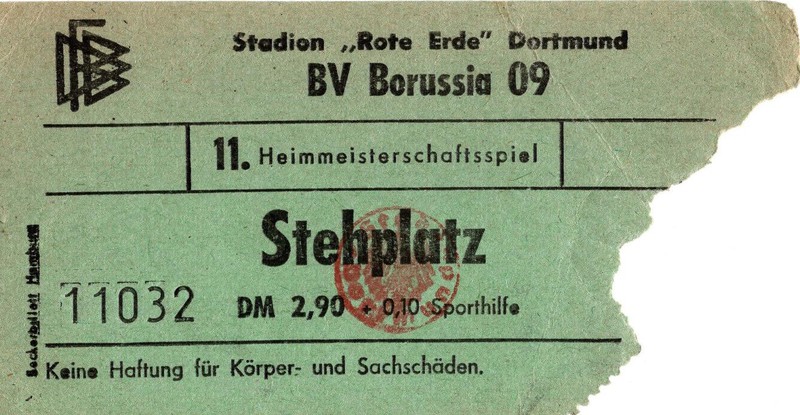 DFB
Stadion „Rote Erde” Dortmund
BV Borussia 09
11. Heimmeisterschaftsspiel
Stehplatz
11032 DM 2,90 + 0,10 Sporthilfe
Keine Haftung für Körper- und Sachschäden.